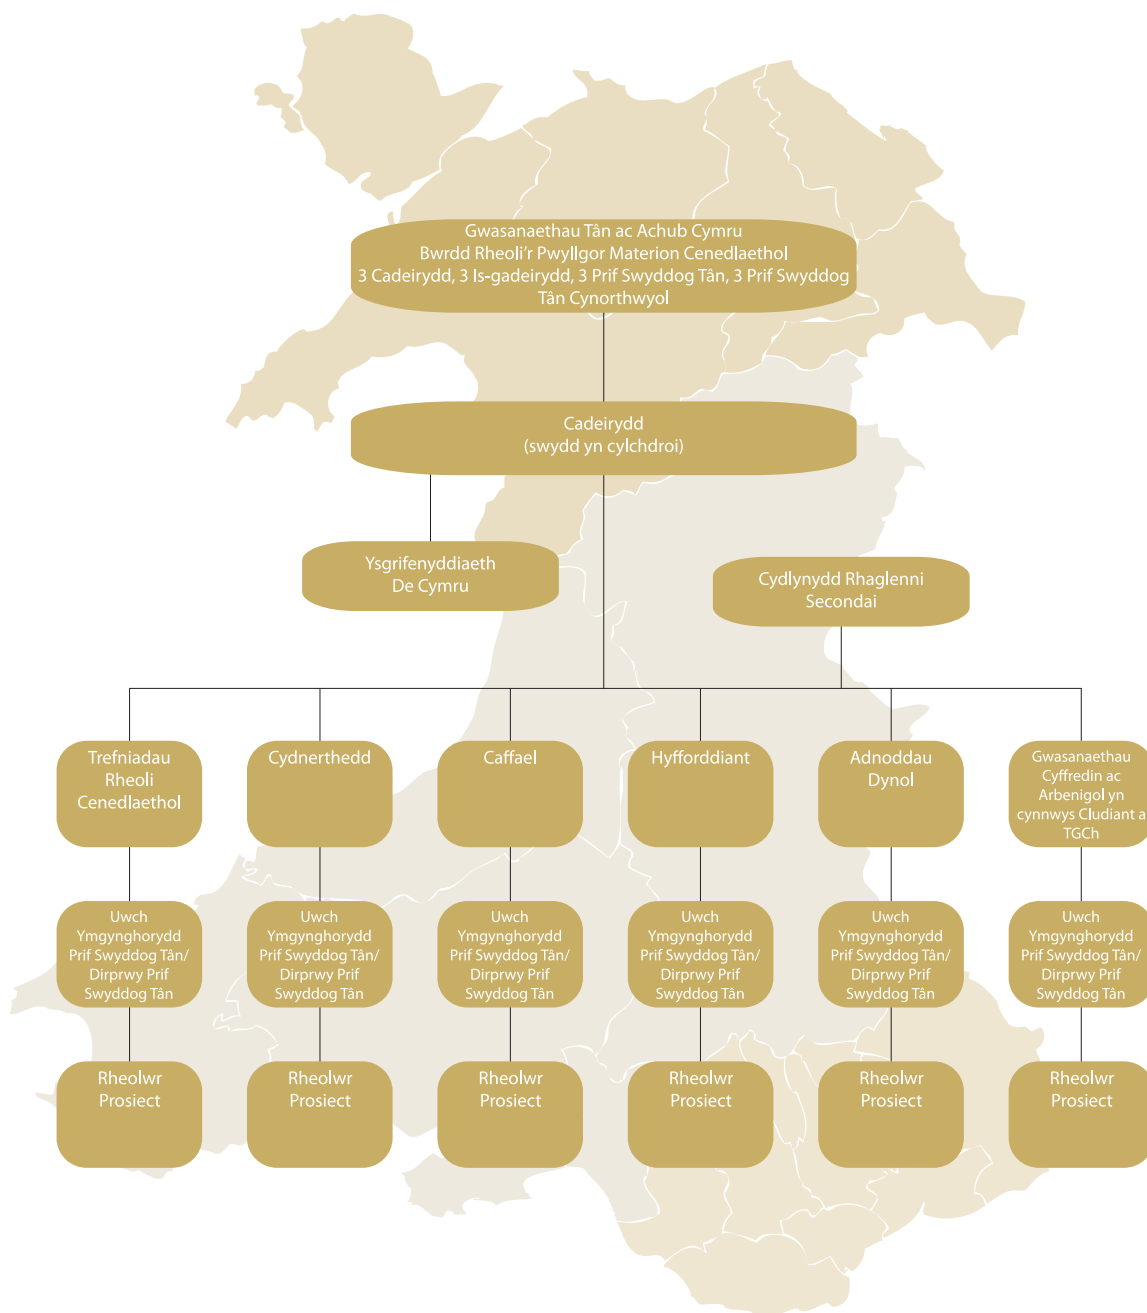 Gwasanaethau Tân ac Achub Cymru
Bwrdd Rheoli'r Pwyllgor Materion Cenedlaethol
3 Cadeirydd, 3 Is-gadeirydd, 3 Prif Swyddog Tân, 3 Prif Swyddog
Tân Cynorthwyol
Cadeirydd
(swydd yn cylchdroi)
Ysgrifenyddiaeth
De Cymru
Cydlynydd Rhaglenni
Secondai
Trefniadau
Rheoli
Cenedlaethol
Cydnerthedd
Caffael
Hyfforddiant
Adnoddau
Dynol
Gwasanaethau
Cyffredin ac
Arbenigol yn
cynnwys Cludiant a
TGCh
Uwch
Ymgynghorydd
Prif Swyddog Tân/
Dirprwy Prif
Swyddog Tân
Uwch
Ymgynghorydd
Prif Swyddog Tân/
Dirprwy Prif
Swyddog Tân
Uwch
Ymgynghorydd
Prif Swyddog Tân/
Dirprwy Prif
Swyddog Tân
Uwch
Ymgynghorydd
Prif Swyddog Tân/
Dirprwy Prif
Swyddog Tân
Uwch
Ymgynghorydd
Prif Swyddog Tân/
Dirprwy Prif
Swyddog Tân
Uwch
Ymgynghorydd
Prif Swyddog Tân/
Dirprwy Prif
Swyddog Tân
Rheolwr
Prosiect
Rheolwr
Prosiect
Rheolwr
Prosiect
Rheolwr
Prosiect
Rheolwr
Prosiect
Rheolwr
Prosiect